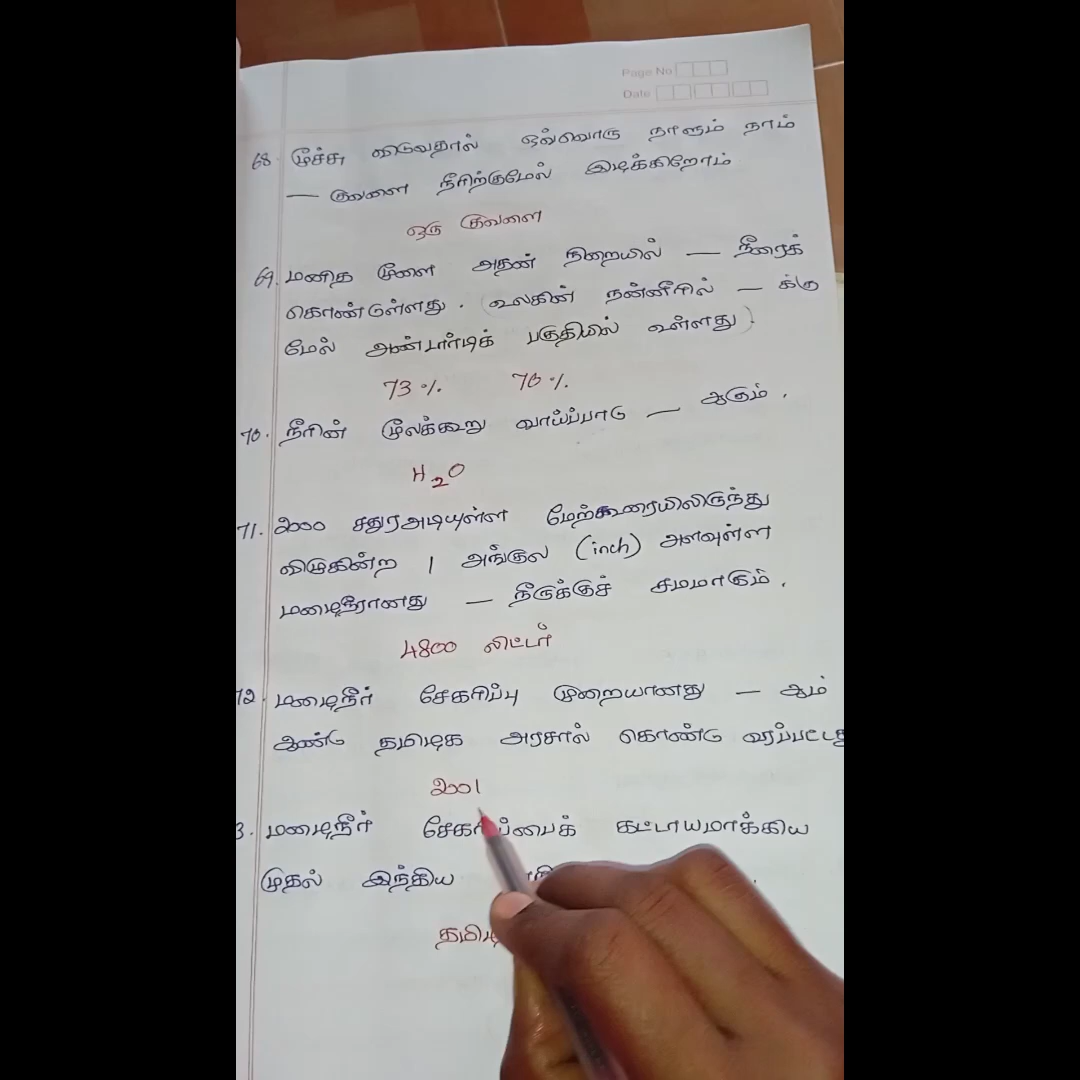 Page No
Date
68. மூச்சு விடுவதால் ஒவ்வொரு நாளும் நாம்
— குவளை நீரிற்குமேல் இடிக்கிறோம்
ஒரு குவளை
69. மனித மூளை அதன் நிறையில் — நீரைக்
கொண்டுள்ளது. (உலகின் நன்னீரில் — க்கு
மேல் அண்டார்டிக் பகுதியில் உள்ளது)
73% 70%
70. நீரின் மூலக்கூறு வாய்ப்பாடு — ஆகும்.
H2O
71. 2000 சதுரஅடியுள்ள மேற்கூரையிலிருந்து
விழுகின்ற 1 அங்குல (inch) அளவுள்ள
மழைநீரானது — நீருக்குச் சமமாகும்.
4800 லிட்டர்
72. மழைநீர் சேகரிப்பு முறையானது — ஆம்
ஆண்டு தமிழக அரசால் கொண்டு வரப்பட்டது
2001
3. மழைநீர் சேகரிப்பைக் கட்டாயமாக்கிய
முதல் இந்திய
தமிழ